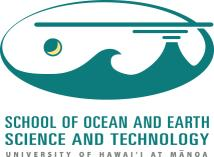 SCHOOL OF OCEAN AND EARTH
SCIENCE AND TECHNOLOGY
UNIVERSITY OF HAWAI'I AT MĀNOA